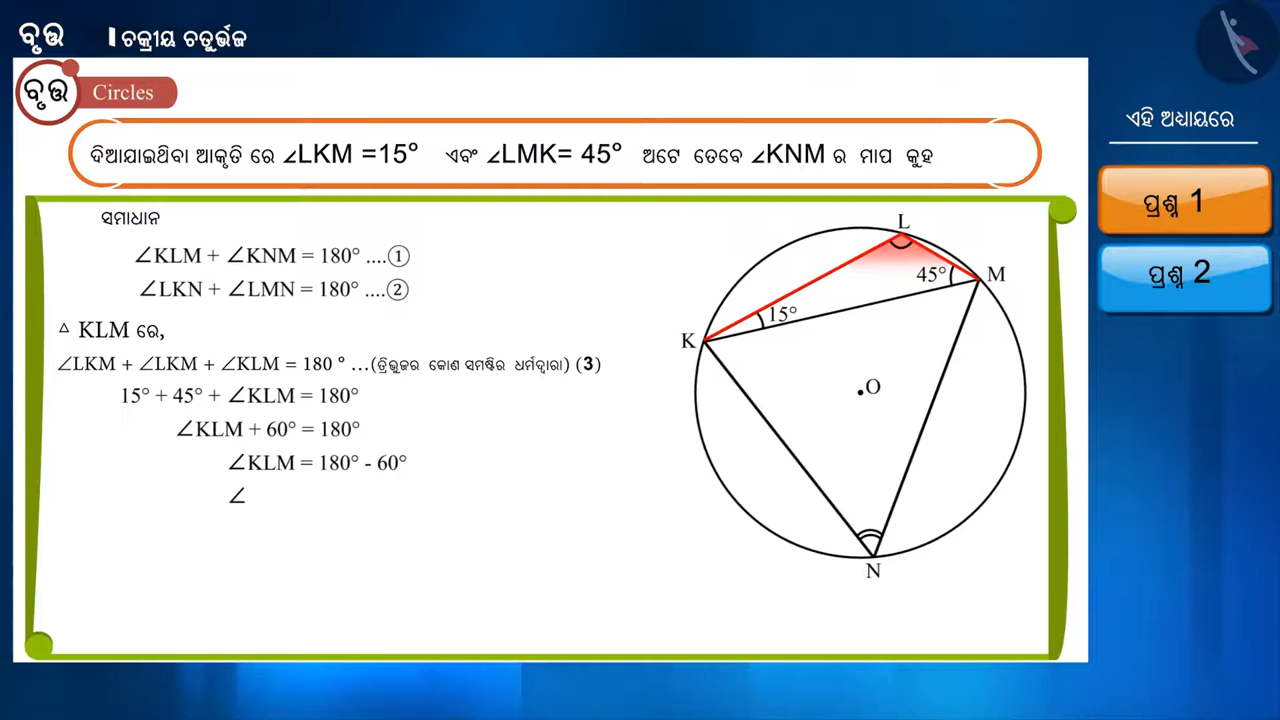 ବୃତ୍ତ
ଚକ୍ରୀୟ ଚତୁର୍ଭୁଜ
ବୃତ୍ତ
Circles
ଦିଆଯାଇଥିବା ଆକୃତି ରେ ∠LKM =15° ଏବଂ ∠LMK= 45° ଅଟେ ତେବେ ∠KNM ର ମାପ କୁହ
ଏହି ଅଧ୍ୟାୟରେ
ପ୍ରଶ୍ନ 1
ପ୍ରଶ୍ନ 2
ସମାଧାନ
∠KLM + ∠KNM = 180° ....①
∠LKN + ∠LMN = 180° ....②
△ KLM ରେ,
∠LKM + ∠LKM + ∠KLM = 180 ° ...(ତ୍ରିଭୁଜର କୋଣ ସମଷ୍ଟିର ଧର୍ମଦ୍ୱାରା) (3)
15° + 45° + ∠KLM = 180°
∠KLM + 60° = 180°
∠KLM = 180° - 60°
∠
L
45°
M
15°
K
O
N